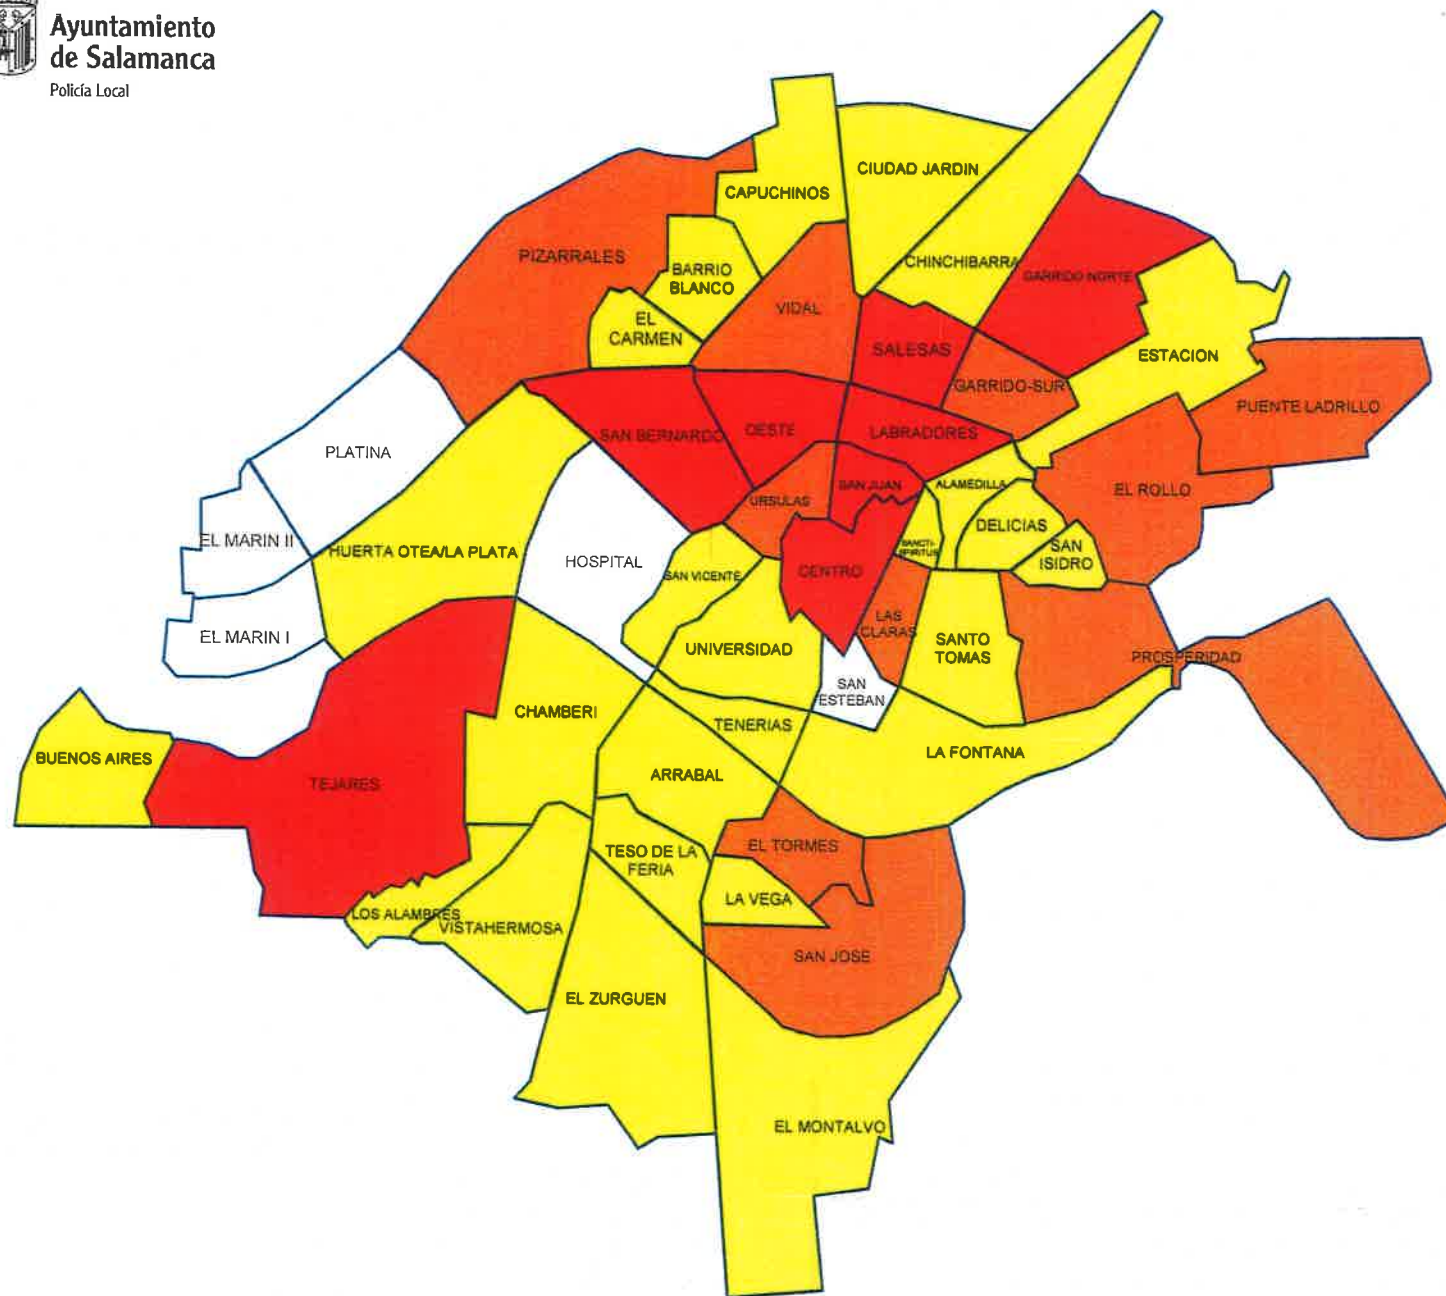 Ayuntamiento
de Salamanca
Policía Local
CIUDAD JARDIN
CAPUCHINOS
PIZARRALES
BARRIO
BLANCO
CHINCHIBARRA
GARRIDO NORTE
EL
CARMEN
VIDAL
SALESAS
ESTACION
GARRIDO-SUR
PUENTE LADRILLO
SAN BERNARDO
OESTE
LABRADORES
PLATINA
URSULAS
SAN JUAN
ALAMEDILLA
EL ROLLO
EL MARIN II
HUERTA OTEA/LA PLATA
HOSPITAL
DELICIAS
SANCTI-
SPIRITUS
SAN
ISIDRO
SAN VICENTE
CENTRO
EL MARIN I
LAS
CLARAS
UNIVERSIDAD
SANTO
TOMAS
PROSPERIDAD
SAN
ESTEBAN
CHAMBERI
TENERIAS
BUENOS AIRES
LA FONTANA
TEJARES
ARRABAL
TESO DE LA
FERIA
EL TORMES
LA VEGA
LOS ALAMBRES
VISTAHERMOSA
SAN JOSE
EL ZURGUEN
EL MONTALVO